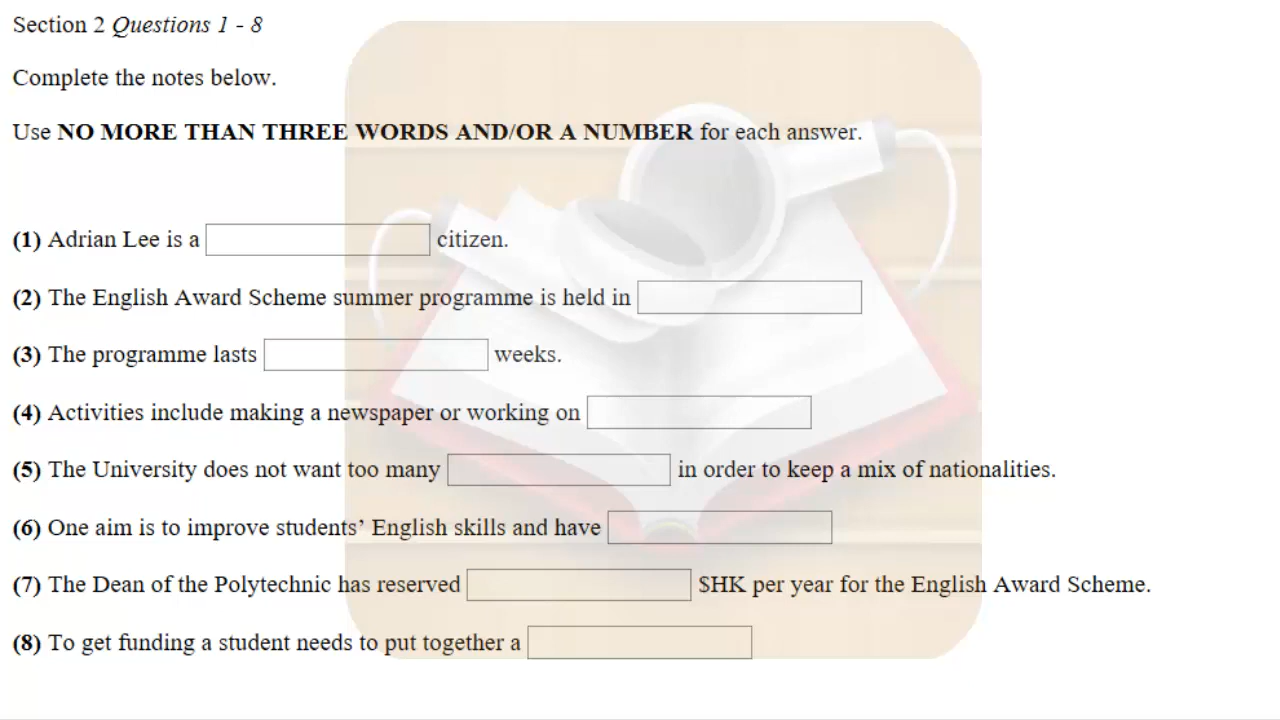 Section 2 Questions 1 - 8
Complete the notes below.
Use NO MORE THAN THREE WORDS AND/OR A NUMBER for each answer.
(1) Adrian Lee is a citizen.
(2) The English Award Scheme summer programme is held in
(3) The programme lasts weeks.
(4) Activities include making a newspaper or working on
(5) The University does not want too many in order to keep a mix of nationalities.
(6) One aim is to improve students’ English skills and have
(7) The Dean of the Polytechnic has reserved $HK per year for the English Award Scheme.
(8) To get funding a student needs to put together a